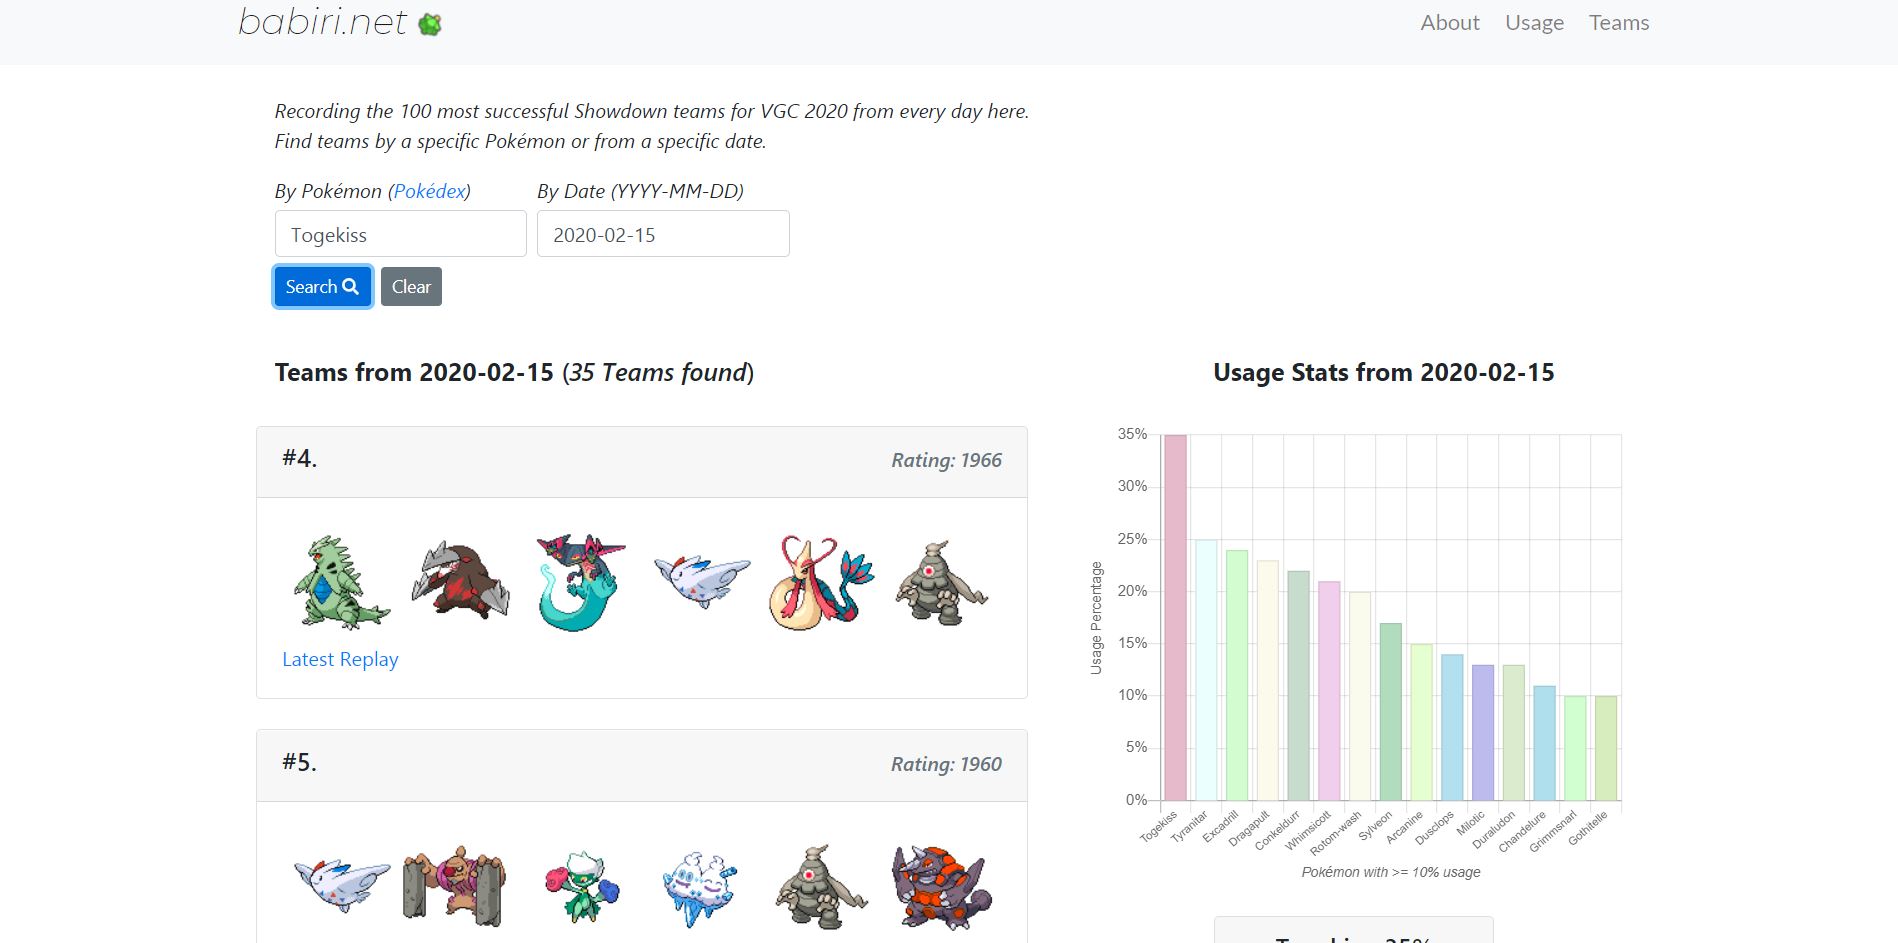 babiri.net
About Usage Teams
Recording the 100 most successful Showdown teams for VGC 2020 from every day here.
Find teams by a specific Pokémon or from a specific date.
By Pokémon (Pokédex) By Date (YYYY-MM-DD)
Togekiss 2020-02-15
Search Clear
Teams from 2020-02-15 (35 Teams found)
#4. Rating: 1966
Latest Replay
#5. Rating: 1960
Usage Stats from 2020-02-15
35%
30%
25%
20%
15%
10%
5%
0%
Usage Percentage
Togekiss
Tyranitar
Excadrill
Dragapult
Conkeldurr
Whimsicott
Rotom-wash
Sylveon
Arcanine
Dusclops
Milotic
Duraludon
Chandelure
Grimmsnarl
Gothitelle
Pokémon with >= 10% usage